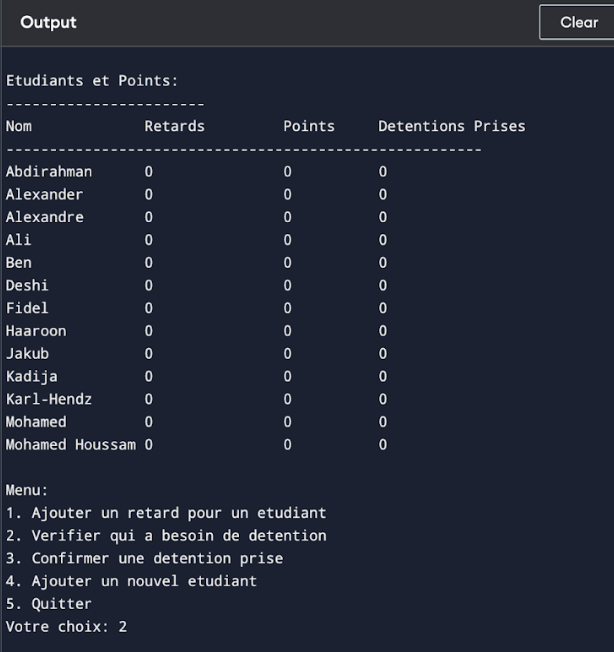 Output
Clear
Etudiants et Points:
-----------------------
Nom Retards Points Detentions Prises
-------------------------------------------------------
Abdirahman 0 0 0
Alexander 0 0 0
Alexandre 0 0 0
Ali 0 0 0
Ben 0 0 0
Deshi 0 0 0
Fidel 0 0 0
Haaroon 0 0 0
Jakub 0 0 0
Kadija 0 0 0
Karl-Hendz 0 0 0
Mohamed 0 0 0
Mohamed Houssam 0 0 0
Menu:
1. Ajouter un retard pour un etudiant
2. Verifier qui a besoin de detention
3. Confirmer une detention prise
4. Ajouter un nouvel etudiant
5. Quitter
Votre choix: 2